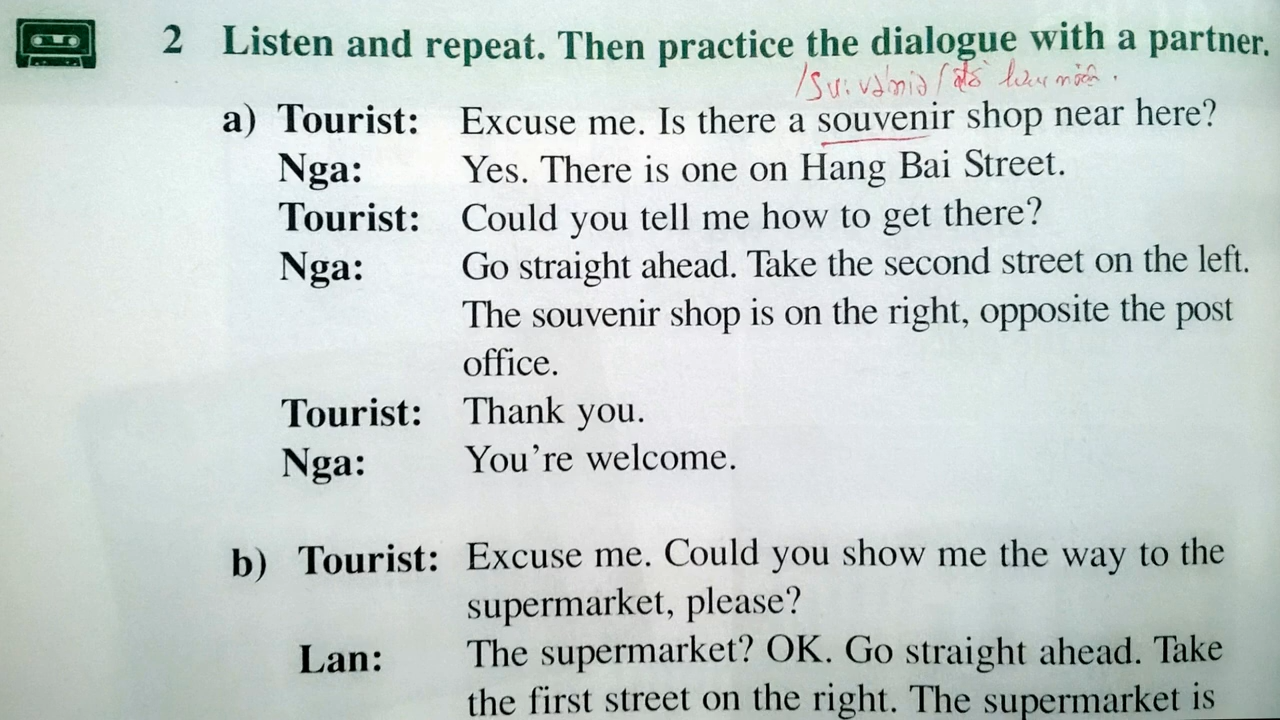 2 Listen and repeat. Then practice the dialogue with a partner.
a) Tourist: Excuse me. Is there a souvenir shop near here?
Nga: Yes. There is one on Hang Bai Street.
Tourist: Could you tell me how to get there?
Nga: Go straight ahead. Take the second street on the left.
The souvenir shop is on the right, opposite the post
office.
Tourist: Thank you.
Nga: You're welcome.
b) Tourist: Excuse me. Could you show me the way to the
supermarket, please?
Lan: The supermarket? OK. Go straight ahead. Take
the first street on the right. The supermarket is